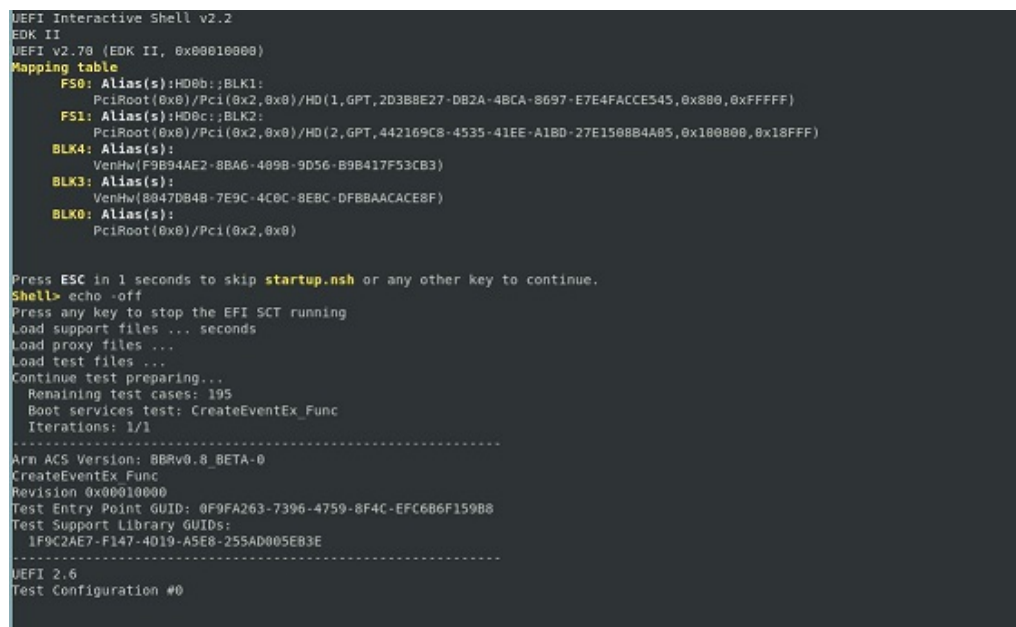 UEFI Interactive Shell v2.2
EDK II
UEFI v2.70 (EDK II, 0x00010000)
Mapping table
FS0: Alias(s):HD0b:;BLK1:
PciRoot(0x0)/Pci(0x2,0x0)/HD(1,GPT,2D3B8E27-DB2A-4BCA-8697-E7E4FACCE545,0x800,0xFFFFF)
FS1: Alias(s):HD0c:;BLK2:
PciRoot(0x0)/Pci(0x2,0x0)/HD(2,GPT,442169C8-4535-41EE-A1BD-27E1508B4A05,0x100800,0x18FFF)
BLK4: Alias(s):
VenHw(F9B94AE2-8BA6-409B-9D56-B9B417F53CB3)
BLK3: Alias(s):
VenHw(8047DB4B-7E9C-4C0C-8EBC-DFBBAACACE8F)
BLK0: Alias(s):
PciRoot(0x0)/Pci(0x2,0x0)
Press ESC in 1 seconds to skip startup.nsh or any other key to continue.
Shell> echo -off
Press any key to stop the EFI SCT running
Load support files ... seconds
Load proxy files ...
Load test files ...
Continue test preparing...
Remaining test cases: 195
Boot services test: CreateEventEx_Func
Iterations: 1/1
------------------------------------------------------------
Arm ACS Version: BBRv0.8_BETA-0
CreateEventEx_Func
Revision 0x00010000
Test Entry Point GUID: 0F9FA263-7396-4759-8F4C-EFC6B6F159B8
Test Support Library GUIDs:
1F9C2AE7-F147-4D19-A5E8-255AD005EB3E
------------------------------------------------------------
UEFI 2.6
Test Configuration #0